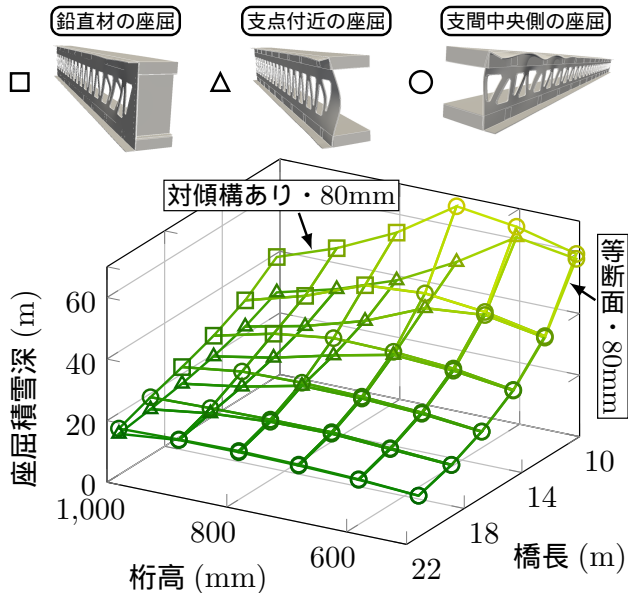 鉛直材の座屈
支点付近の座屈
支間中央側の座屈
対傾構あり・80mm
等断面・80mm
座屈積雪深 (m)
60
40
20
0
1,000
800
600
桁高 (mm)
22
18
14
10
橋長 (m)